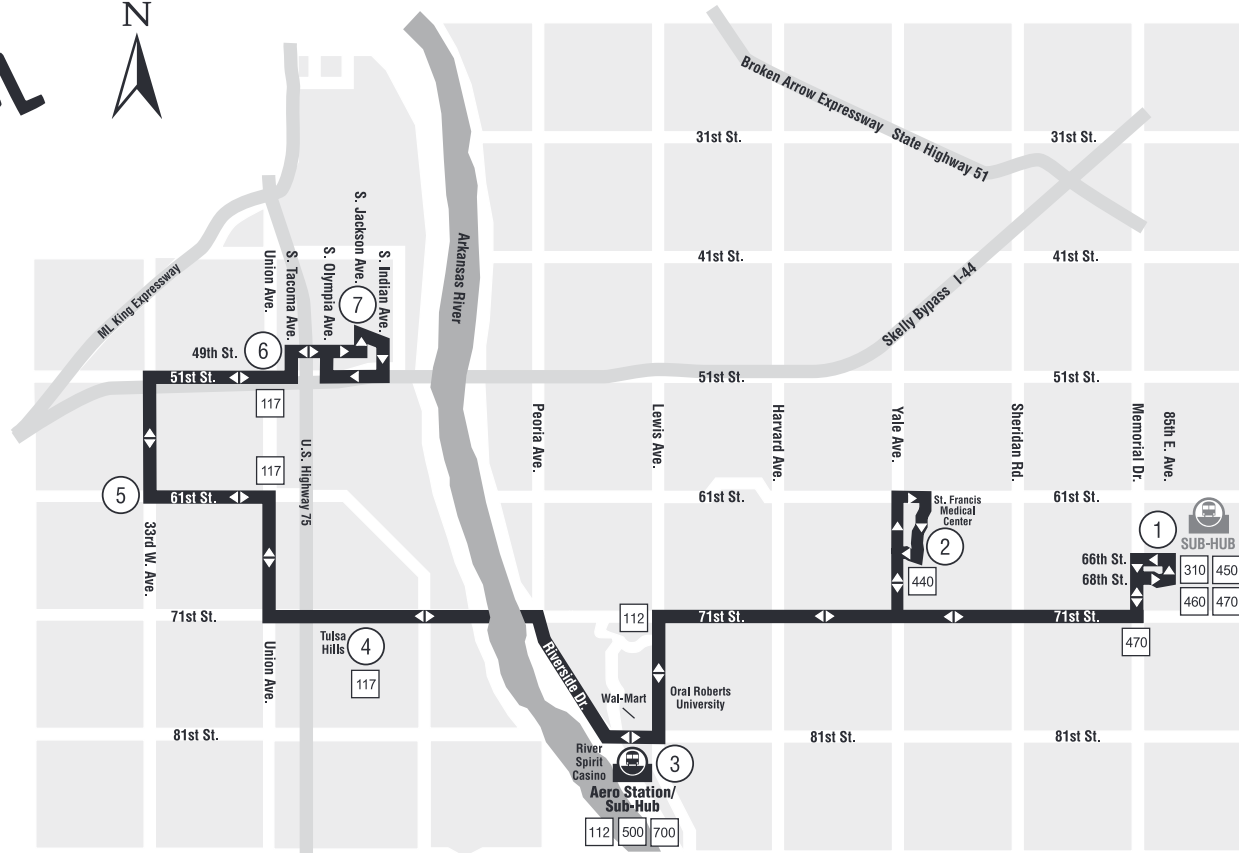 N
Broken Arrow Expressway State Highway 51
31st St.
31st St.
Arkansas River
41st St.
41st St.
Skelly Bypass I-44
ML King Expressway
Union Ave.
S. Tacoma Ave.
S. Olympia Ave.
S. Jackson Ave.
S. Indian Ave.
7
49th St.
6
51st St.
51st St.
51st St.
117
Peoria Ave.
Lewis Ave.
Harvard Ave.
Yale Ave.
Sheridan Rd.
Memorial Dr.
85th E. Ave.
U.S. Highway 75
117
5
61st St.
61st St.
61st St.
St. Francis
Medical
Center
2
440
1
SUB-HUB
66th St.
68th St.
310
450
460
470
33rd W. Ave.
71st St.
112
71st St.
71st St.
470
Tulsa
Hills
4
117
Union Ave.
Riverside Dr.
Wal-Mart
Oral Roberts
University
81st St.
81st St.
81st St.
River
Spirit
Casino
3
Aero Station/
Sub-Hub
112
500
700